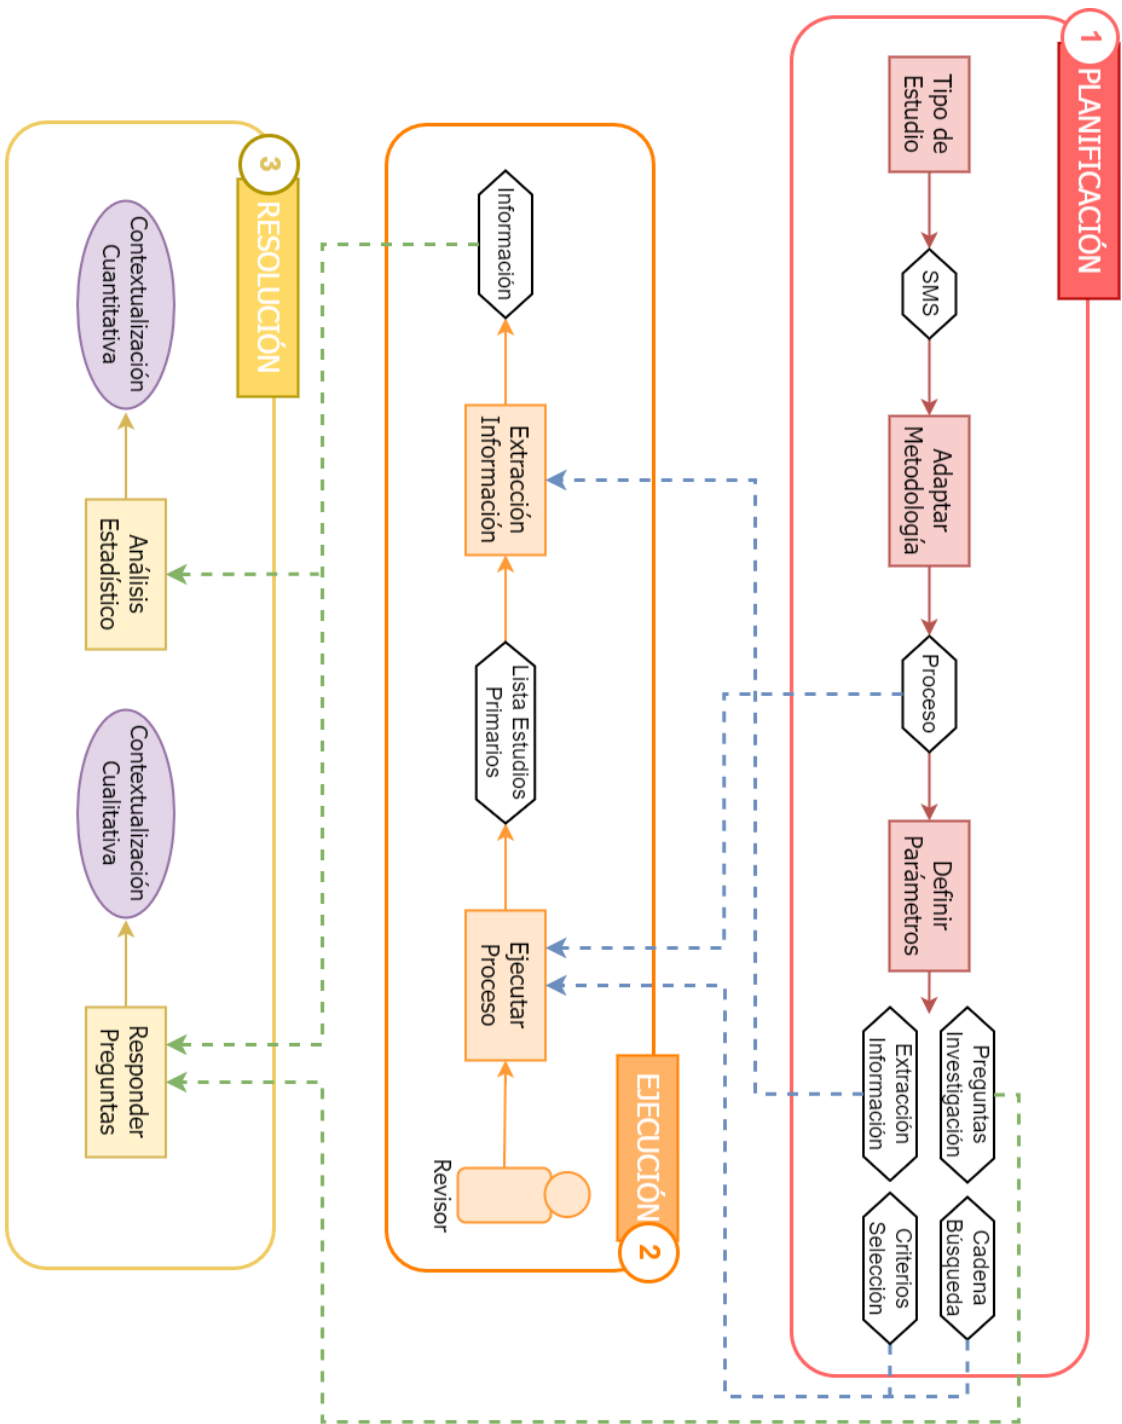 1
PLANIFICACIÓN
Tipo de
Estudio
SMS
Adaptar
Metodología
Proceso
Definir
Parámetros
Preguntas
Investigación
Cadena
Búsqueda
Extracción
Información
Criterios
Selección
EJECUCIÓN
2
Información
Extracción
Información
Lista Estudios
Primarios
Ejecutar
Proceso
Revisor
3
RESOLUCIÓN
Contextualización
Cuantitativa
Análisis
Estadístico
Contextualización
Cualitativa
Responder
Preguntas